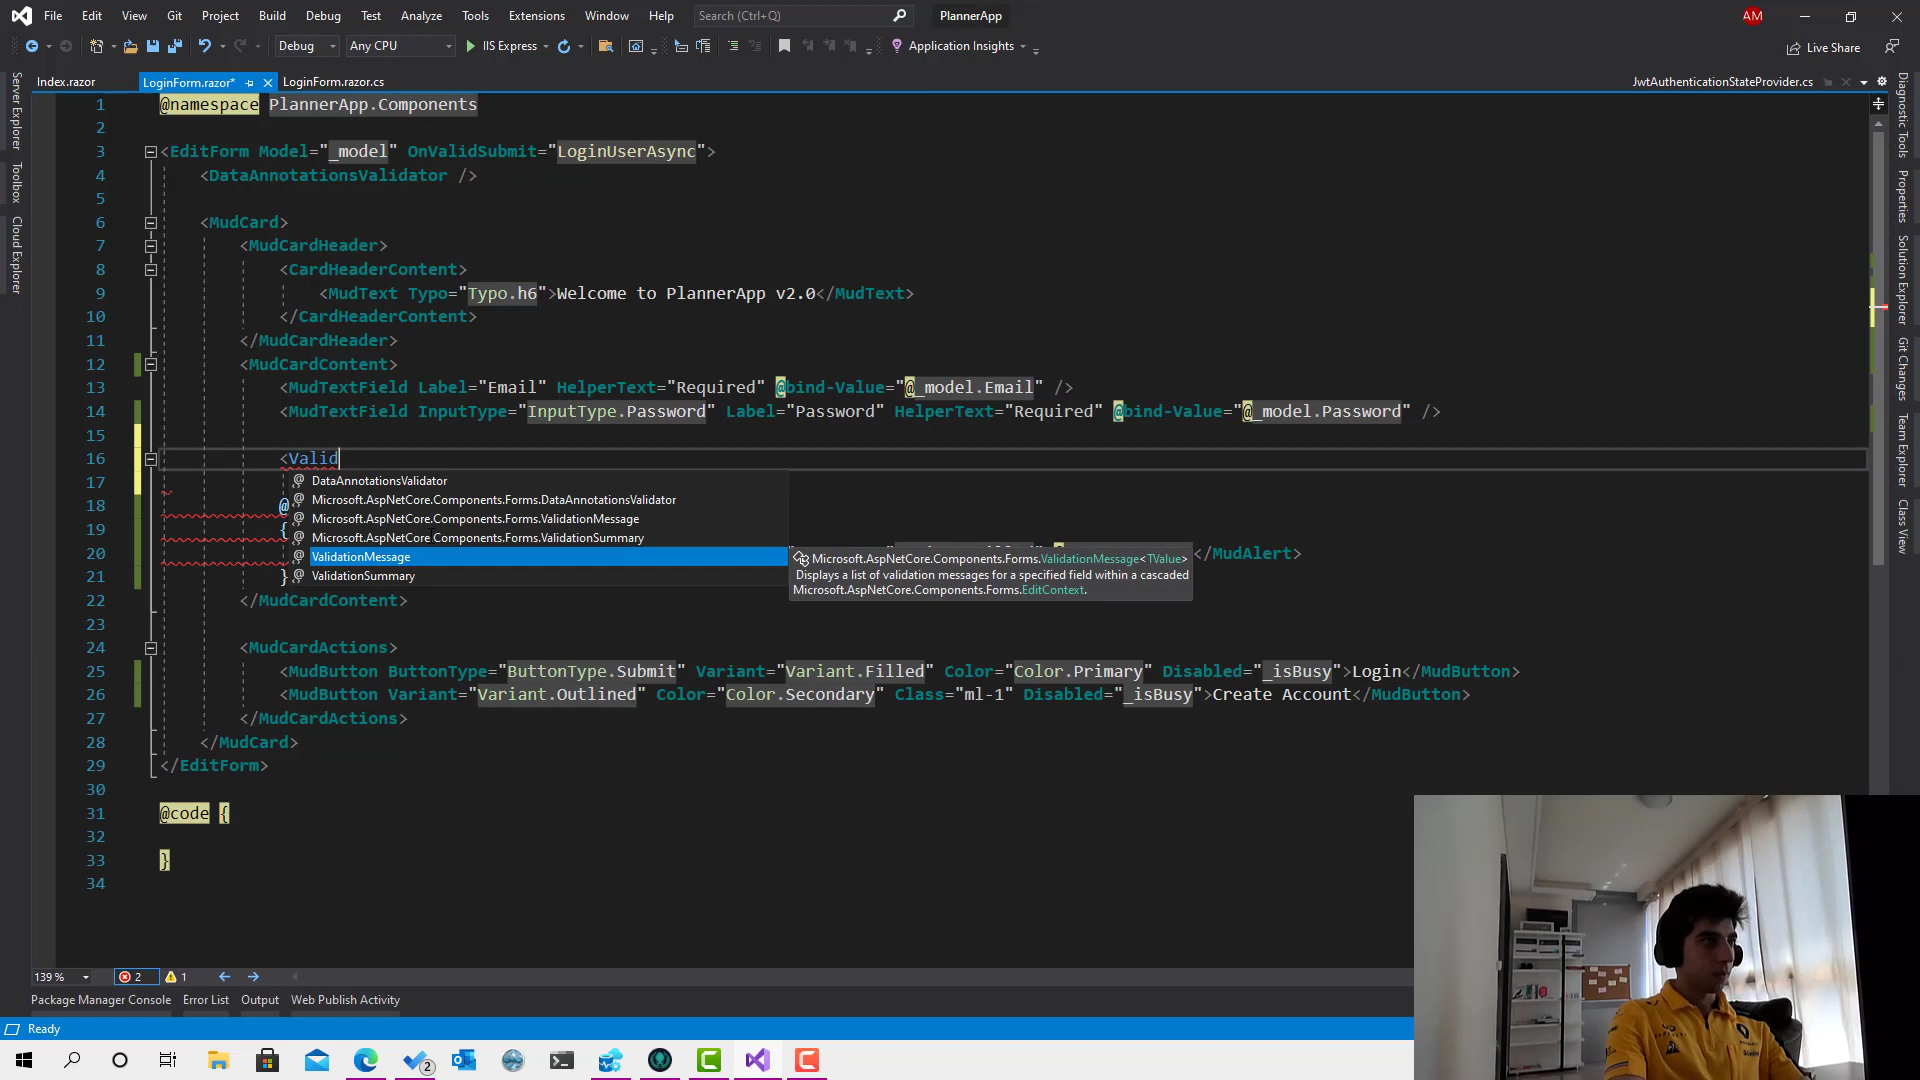 File Edit View Git Project Build Debug Test Analyze Tools Extensions Window Help Search (Ctrl+Q) PlannerApp AM
Debug Any CPU IIS Express Application Insights Live Share
Index.razor LoginForm.razor* LoginForm.razor.cs JwtAuthenticationStateProvider.cs
Server Explorer
Toolbox
Cloud Explorer
1 @namespace PlannerApp.Components
2
3 <EditForm Model="_model" OnValidSubmit="LoginUserAsync">
4 <DataAnnotationsValidator />
5
6 <MudCard>
7 <MudCardHeader>
8 <CardHeaderContent>
9 <MudText Typo="Typo.h6">Welcome to PlannerApp v2.0</MudText>
10 </CardHeaderContent>
11 </MudCardHeader>
12 <MudCardContent>
13 <MudTextField Label="Email" HelperText="Required" @bind-Value="@_model.Email" />
14 <MudTextField InputType="InputType.Password" Label="Password" HelperText="Required" @bind-Value="@_model.Password" />
15
16 <Valid
17
18 @
19 {
20 </MudAlert>
21 }
22 </MudCardContent>
23
24 <MudCardActions>
25 <MudButton ButtonType="ButtonType.Submit" Variant="Variant.Filled" Color="Color.Primary" Disabled="_isBusy">Login</MudButton>
26 <MudButton Variant="Variant.Outlined" Color="Color.Secondary" Class="ml-1" Disabled="_isBusy">Create Account</MudButton>
27 </MudCardActions>
28 </MudCard>
29 </EditForm>
30
31 @code {
32
33 }
34
DataAnnotationsValidator
Microsoft.AspNetCore.Components.Forms.DataAnnotationsValidator
Microsoft.AspNetCore.Components.Forms.ValidationMessage
Microsoft.AspNetCore.Components.Forms.ValidationSummary
ValidationMessage
ValidationSummary
Microsoft.AspNetCore.Components.Forms.ValidationMessage<TValue>
Displays a list of validation messages for a specified field within a cascaded
Microsoft.AspNetCore.Components.Forms.EditContext.
Diagnostic Tools
Properties
Solution Explorer
Git Changes
Team Explorer
Notifications
139 % 2 1
Package Manager Console Error List Output Web Publish Activity
Ready
2